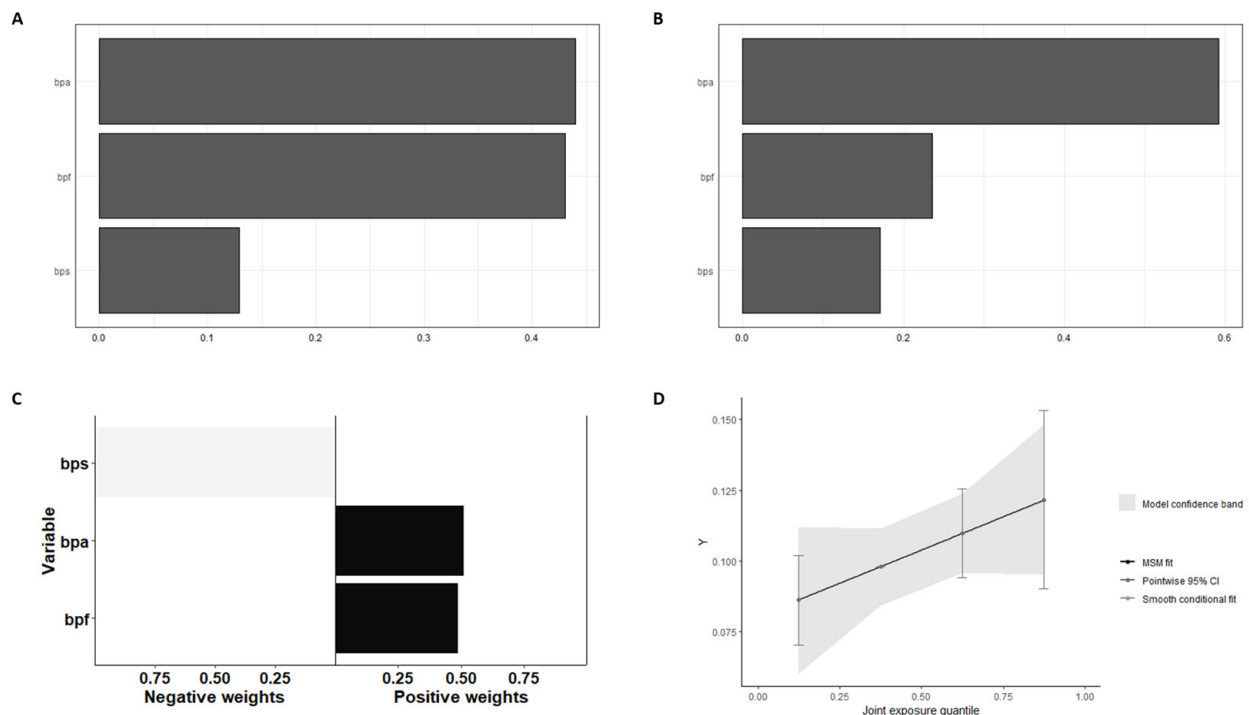 A
bpa
bpf
bps
0.0 0.1 0.2 0.3 0.4
B
bpa
bpf
bps
0.0 0.2 0.4 0.6
C
Variable
bps
bpa
bpf
0.75 0.50 0.25 0.25 0.50 0.75
Negative weights Positive weights
D
Y
0.150
0.125
0.100
0.075
0.00 0.25 0.50 0.75 1.00
Joint exposure quantile
Model confidence band
MSM fit
Pointwise 95% CI
Smooth conditional fit